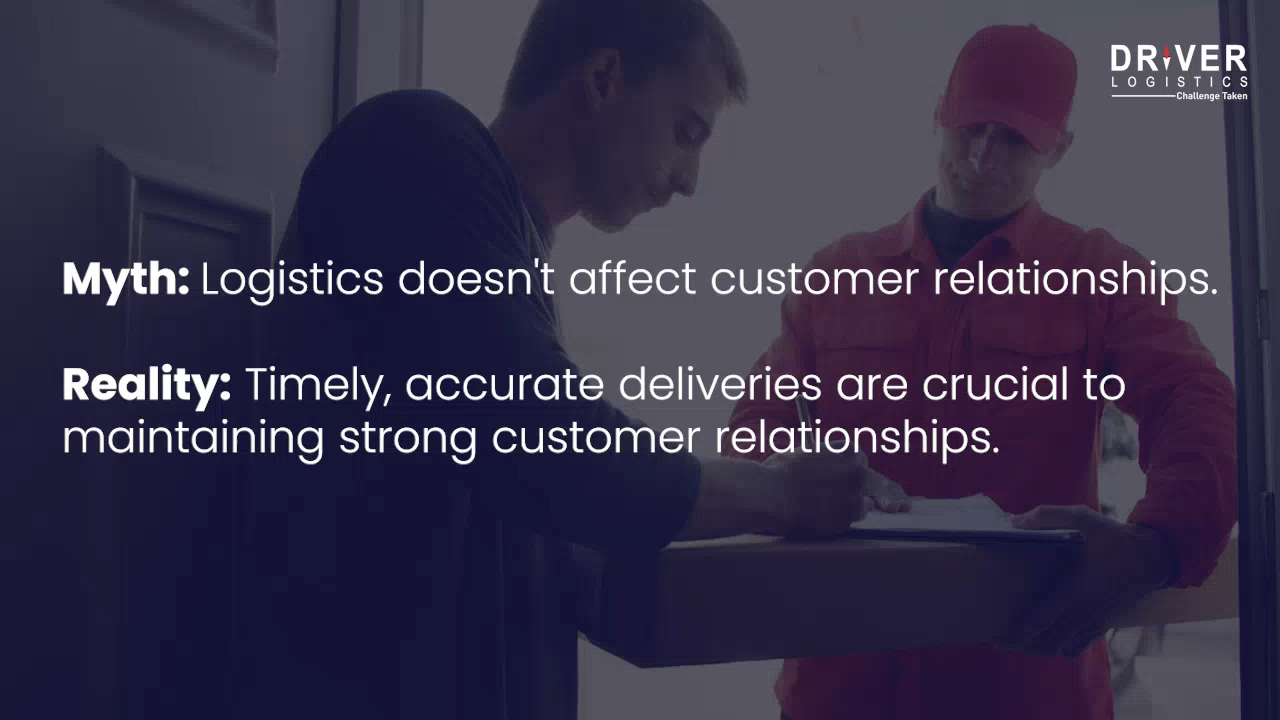 DRIVER
LOGISTICS
Challenge Taken
Myth: Logistics doesn't affect customer relationships.
Reality: Timely, accurate deliveries are crucial to
maintaining strong customer relationships.